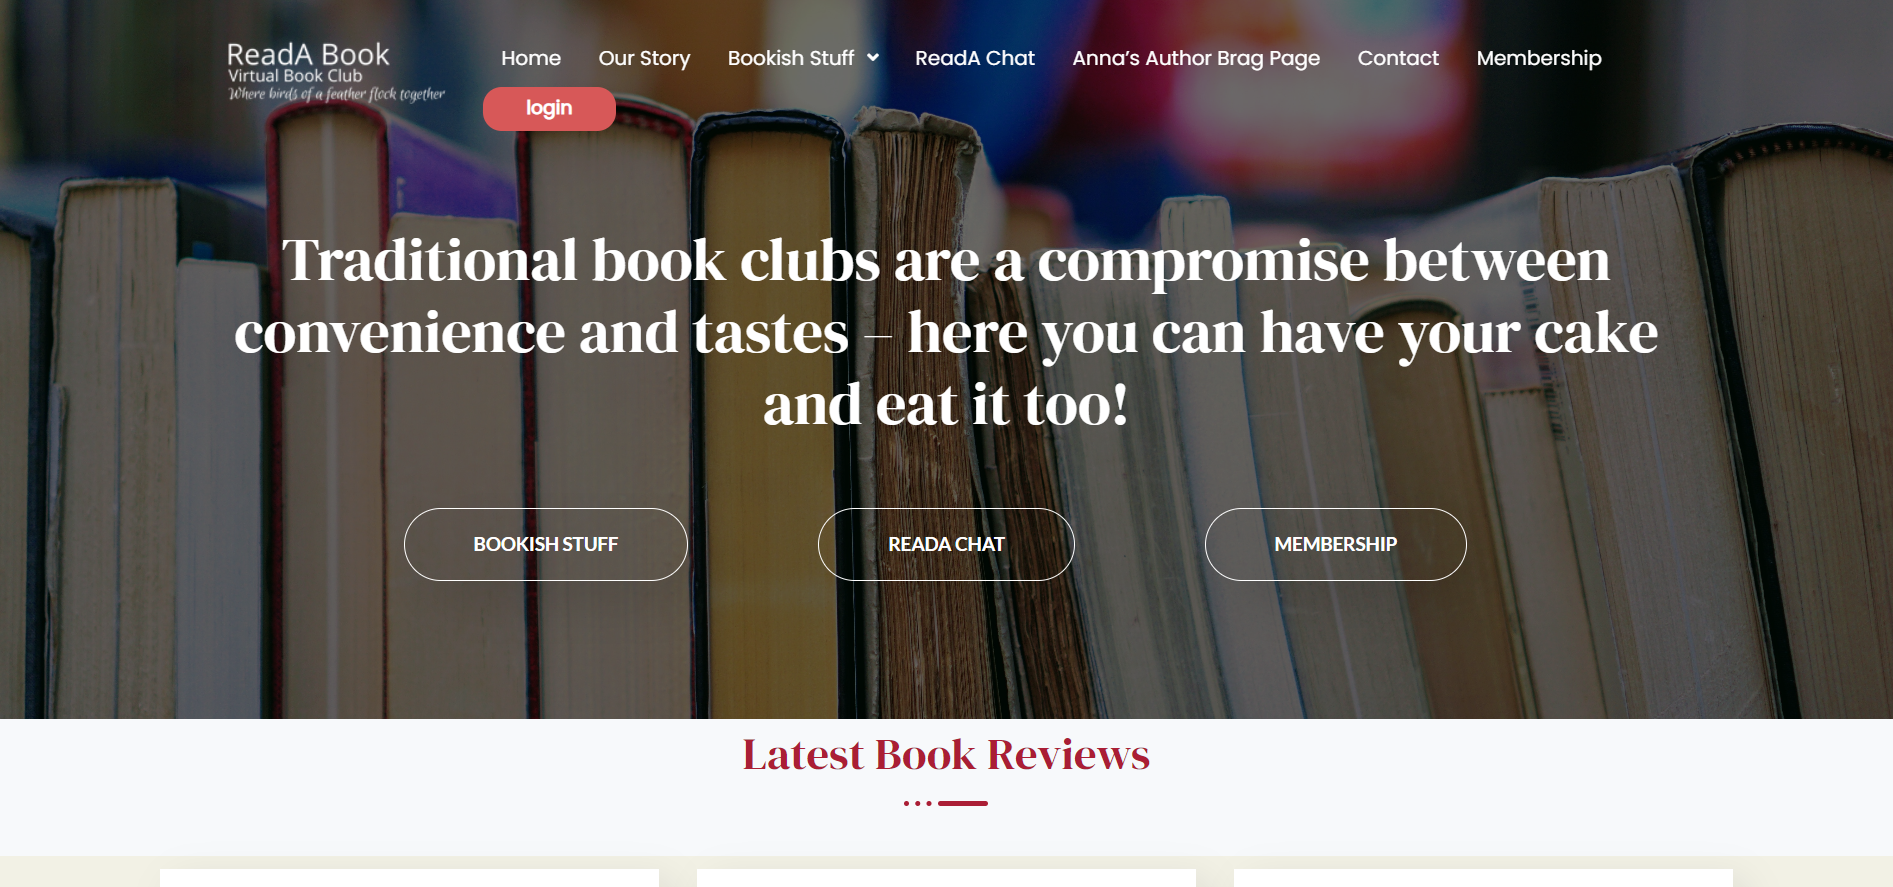 ReadA Book
Virtual Book Club
Where birds of a feather flock together
Home
Our Story
Bookish Stuff
ReadA Chat
Anna’s Author Brag Page
Contact
Membership
login
Traditional book clubs are a compromise between
convenience and tastes – here you can have your cake
and eat it too!
BOOKISH STUFF
READA CHAT
MEMBERSHIP
Latest Book Reviews